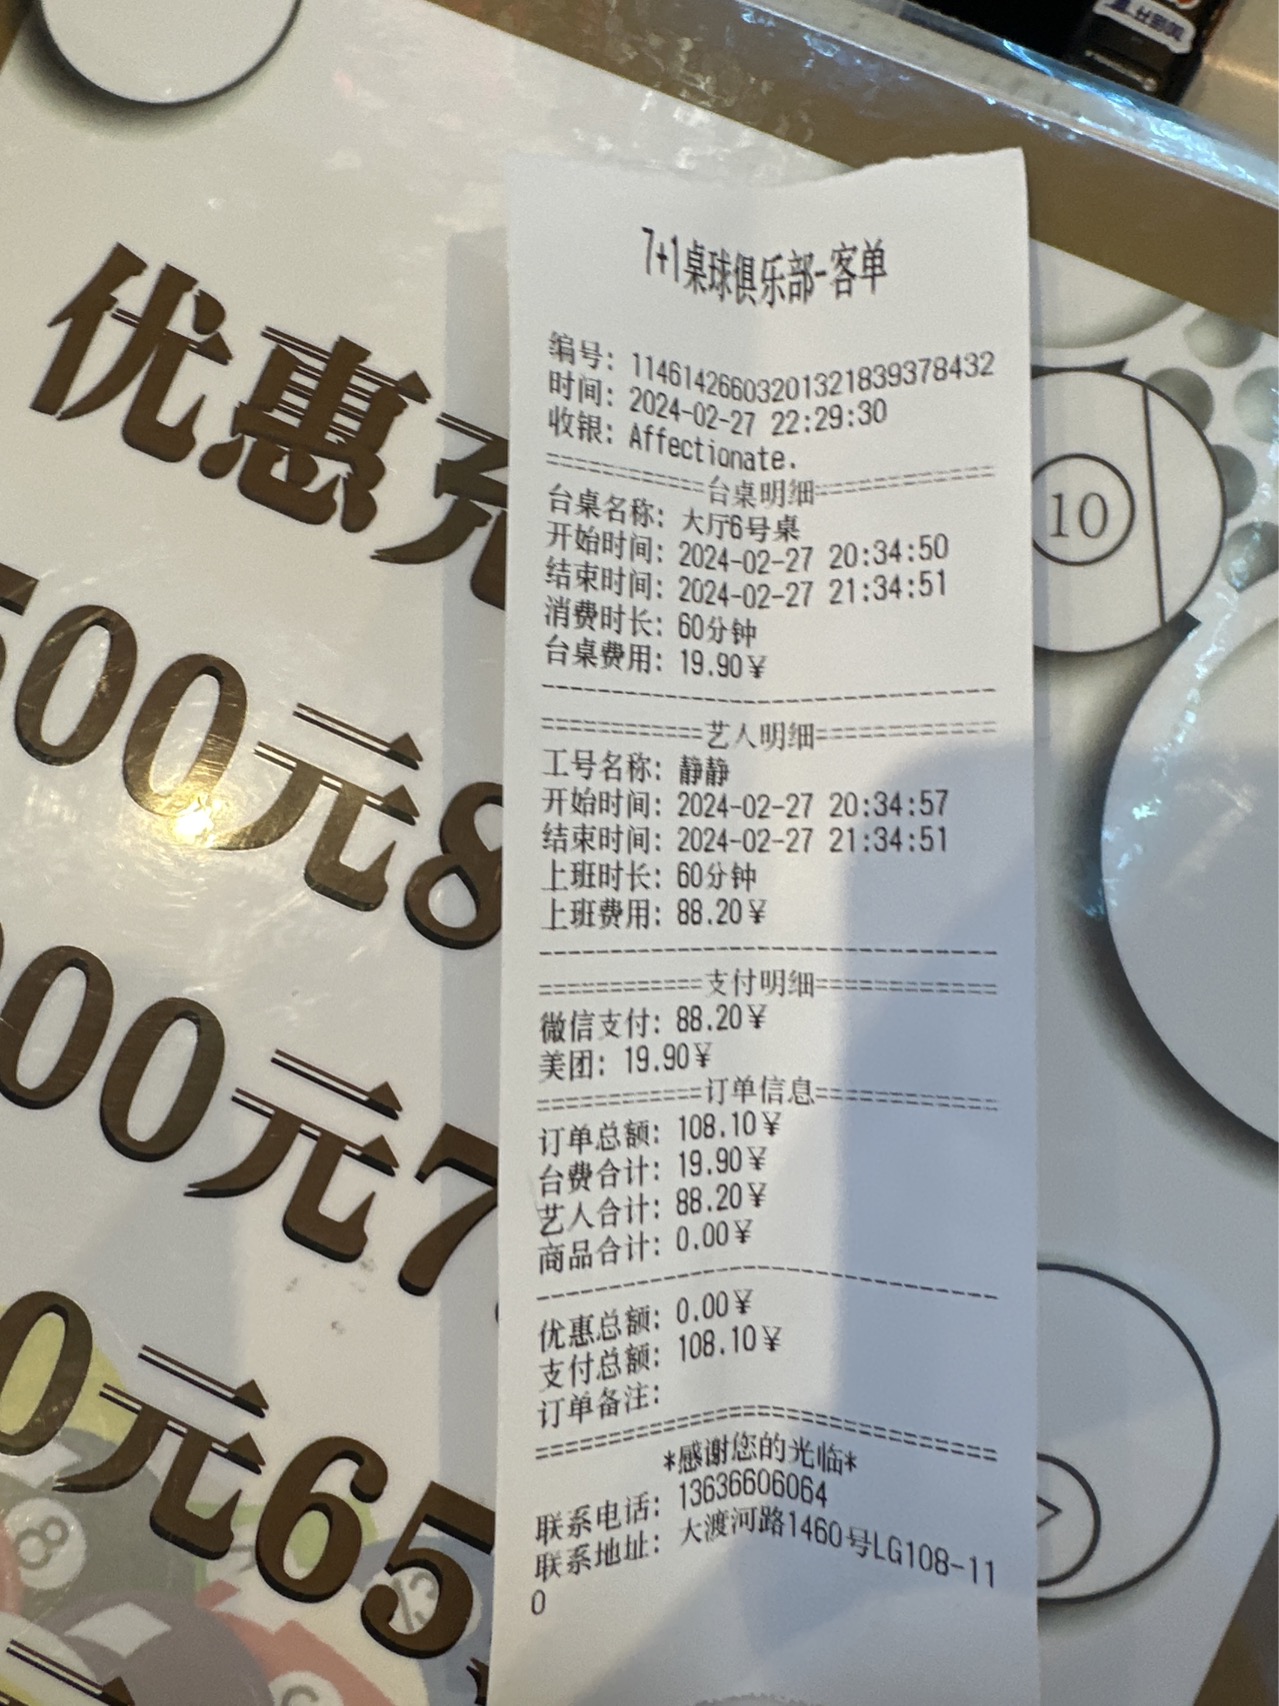 优惠充
500元8
00元7
0元65
10
7+1桌球俱乐部-客单
编号: 11461426603201321839378432
时间: 2024-02-27 22:29:30
收银: Affectionate.
============台桌明细============
台桌名称: 大厅6号桌
开始时间: 2024-02-27 20:34:50
结束时间: 2024-02-27 21:34:51
消费时长: 60分钟
台桌费用: 19.90¥
--------------------------------
============艺人明细============
工号名称: 静静
开始时间: 2024-02-27 20:34:57
结束时间: 2024-02-27 21:34:51
上班时长: 60分钟
上班费用: 88.20¥
--------------------------------
============支付明细============
微信支付: 88.20¥
美团: 19.90¥
============订单信息============
订单总额: 108.10¥
台费合计: 19.90¥
艺人合计: 88.20¥
商品合计: 0.00¥
--------------------------------
优惠总额: 0.00¥
支付总额: 108.10¥
订单备注:
================================
*感谢您的光临*
联系电话: 13636606064
联系地址: 大渡河路1460号LG108-11
0